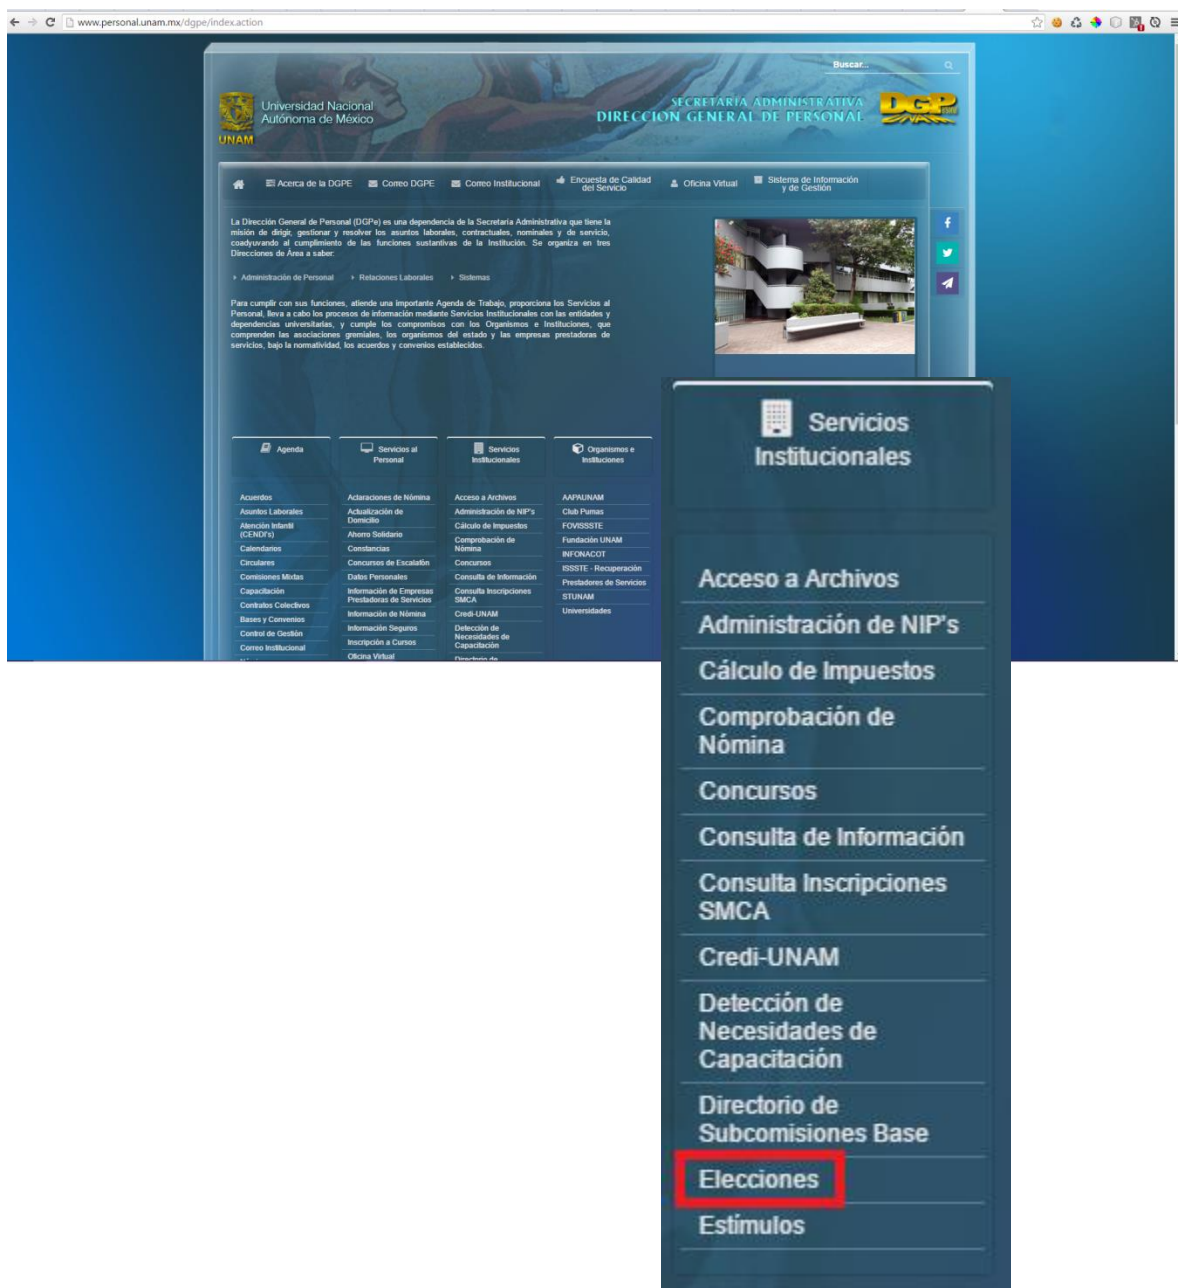 www.personal.unam.mx/dgpe/index.action
Buscar...
Universidad Nacional
Autónoma de México
UNAM
SECRETARÍA ADMINISTRATIVA
DIRECCIÓN GENERAL DE PERSONAL
DGP
Acerca de la DGPE
Correo DGPE
Correo Institucional
Encuesta de Calidad
del Servicio
Oficina Virtual
Sistema de Información
y de Gestión
La Dirección General de Personal (DGPe) es una dependencia de la Secretaría Administrativa que tiene la
misión de dirigir, gestionar y resolver los asuntos laborales, contractuales, nominales y de servicio,
coadyuvando al cumplimiento de las funciones sustantivas de la Institución. Se organiza en tres
Direcciones de Área a saber:
Administración de Personal
Relaciones Laborales
Sistemas
Para cumplir con sus funciones, atiende una importante Agenda de Trabajo, proporciona los Servicios al
Personal, lleva a cabo los procesos de información mediante Servicios Institucionales con las entidades y
dependencias universitarias, y cumple los compromisos con los Organismos e Instituciones, que
comprenden las asociaciones gremiales, los organismos del estado y las empresas prestadoras de
servicios, bajo la normatividad, los acuerdos y convenios establecidos.
Agenda
Acuerdos
Asuntos Laborales
Atención Infantil
(CENDI's)
Calendarios
Circulares
Comisiones Mixtas
Capacitación
Contratos Colectivos
Bases y Convenios
Control de Gestión
Correo Institucional
Servicios al
Personal
Aclaraciones de Nómina
Actualización de
Domicilio
Ahorro Solidario
Constancias
Concursos de Escalafón
Datos Personales
Información de Empresas
Prestadoras de Servicios
Información de Nómina
Información Seguros
Inscripción a Cursos
Oficina Virtual
Servicios
Institucionales
Acceso a Archivos
Administración de NIP's
Cálculo de Impuestos
Comprobación de
Nómina
Concursos
Consulta de Información
Consulta Inscripciones
SMCA
Credi-UNAM
Detección de
Necesidades de
Capacitación
Directorio de
Organismos e
Instituciones
AAPAUNAM
Club Pumas
FOVISSSTE
Fundación UNAM
INFONACOT
ISSSTE - Recuperación
Prestadores de Servicios
STUNAM
Universidades
Servicios
Institucionales
Acceso a Archivos
Administración de NIP's
Cálculo de Impuestos
Comprobación de
Nómina
Concursos
Consulta de Información
Consulta Inscripciones
SMCA
Credi-UNAM
Detección de
Necesidades de
Capacitación
Directorio de
Subcomisiones Base
Elecciones
Estímulos